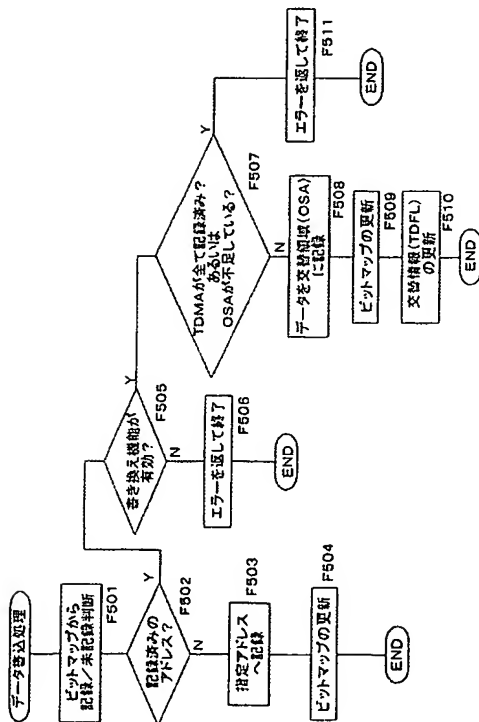 データ書込処理
ビットマップから
記録/未記録判断
F501
記録済みの
アドレス?
F502
Y
N
指定アドレス
へ記録
F503
ビットマップの更新
F504
END
書き換え機能が
有効?
F505
Y
N
エラーを返して終了
F506
END
TDMAが全て記録済み?
あるいは
OSAが不足している?
F507
Y
N
データを交替領域(OSA)
に記録
F508
ビットマップの更新
F509
交替情報(TDFL)
の更新
F510
END
エラーを返して終了
F511
END